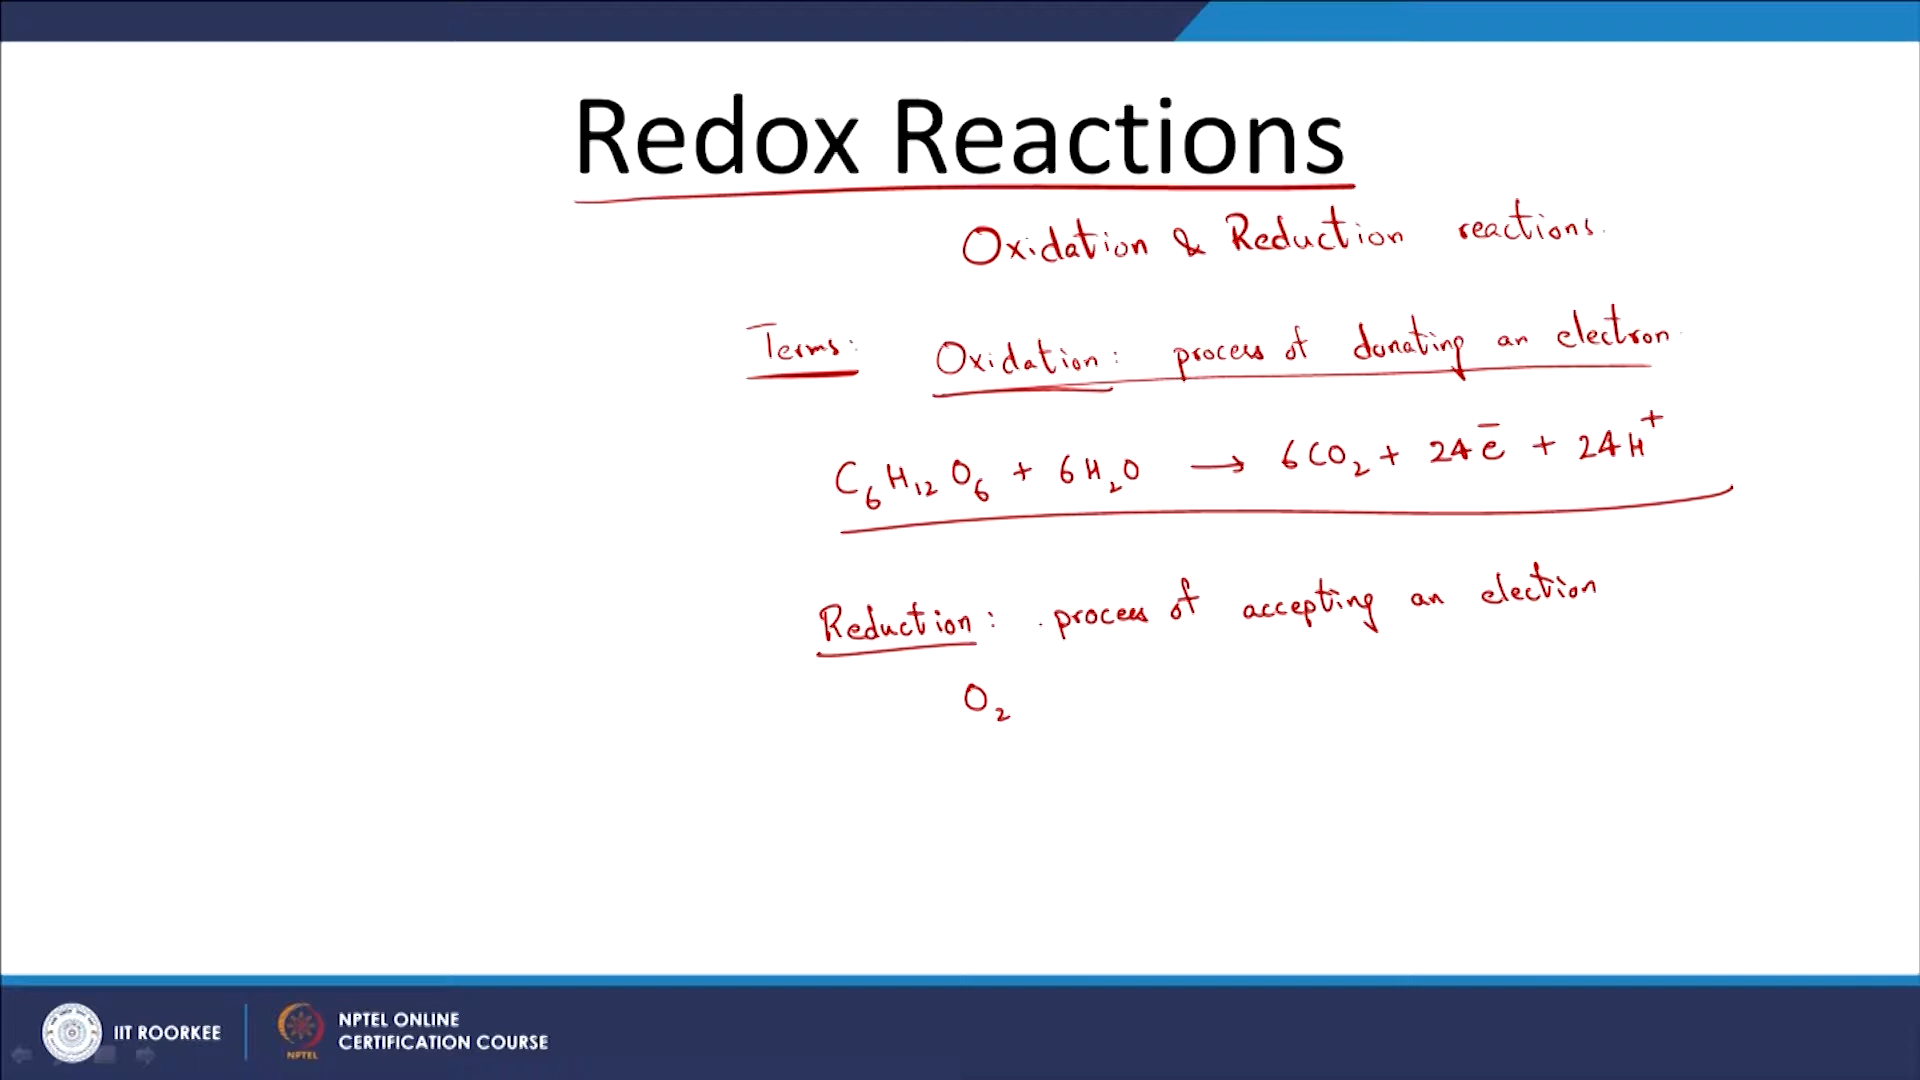 Redox Reactions
Oxidation & Reduction reactions.
Terms: Oxidation: process of donating an electron
C₆H₁₂O₆ + 6H₂O → 6CO₂ + 24e⁻ + 24H⁺
Reduction: process of accepting an election
O₂
IIT ROORKEE
NPTEL
NPTEL ONLINE
CERTIFICATION COURSE